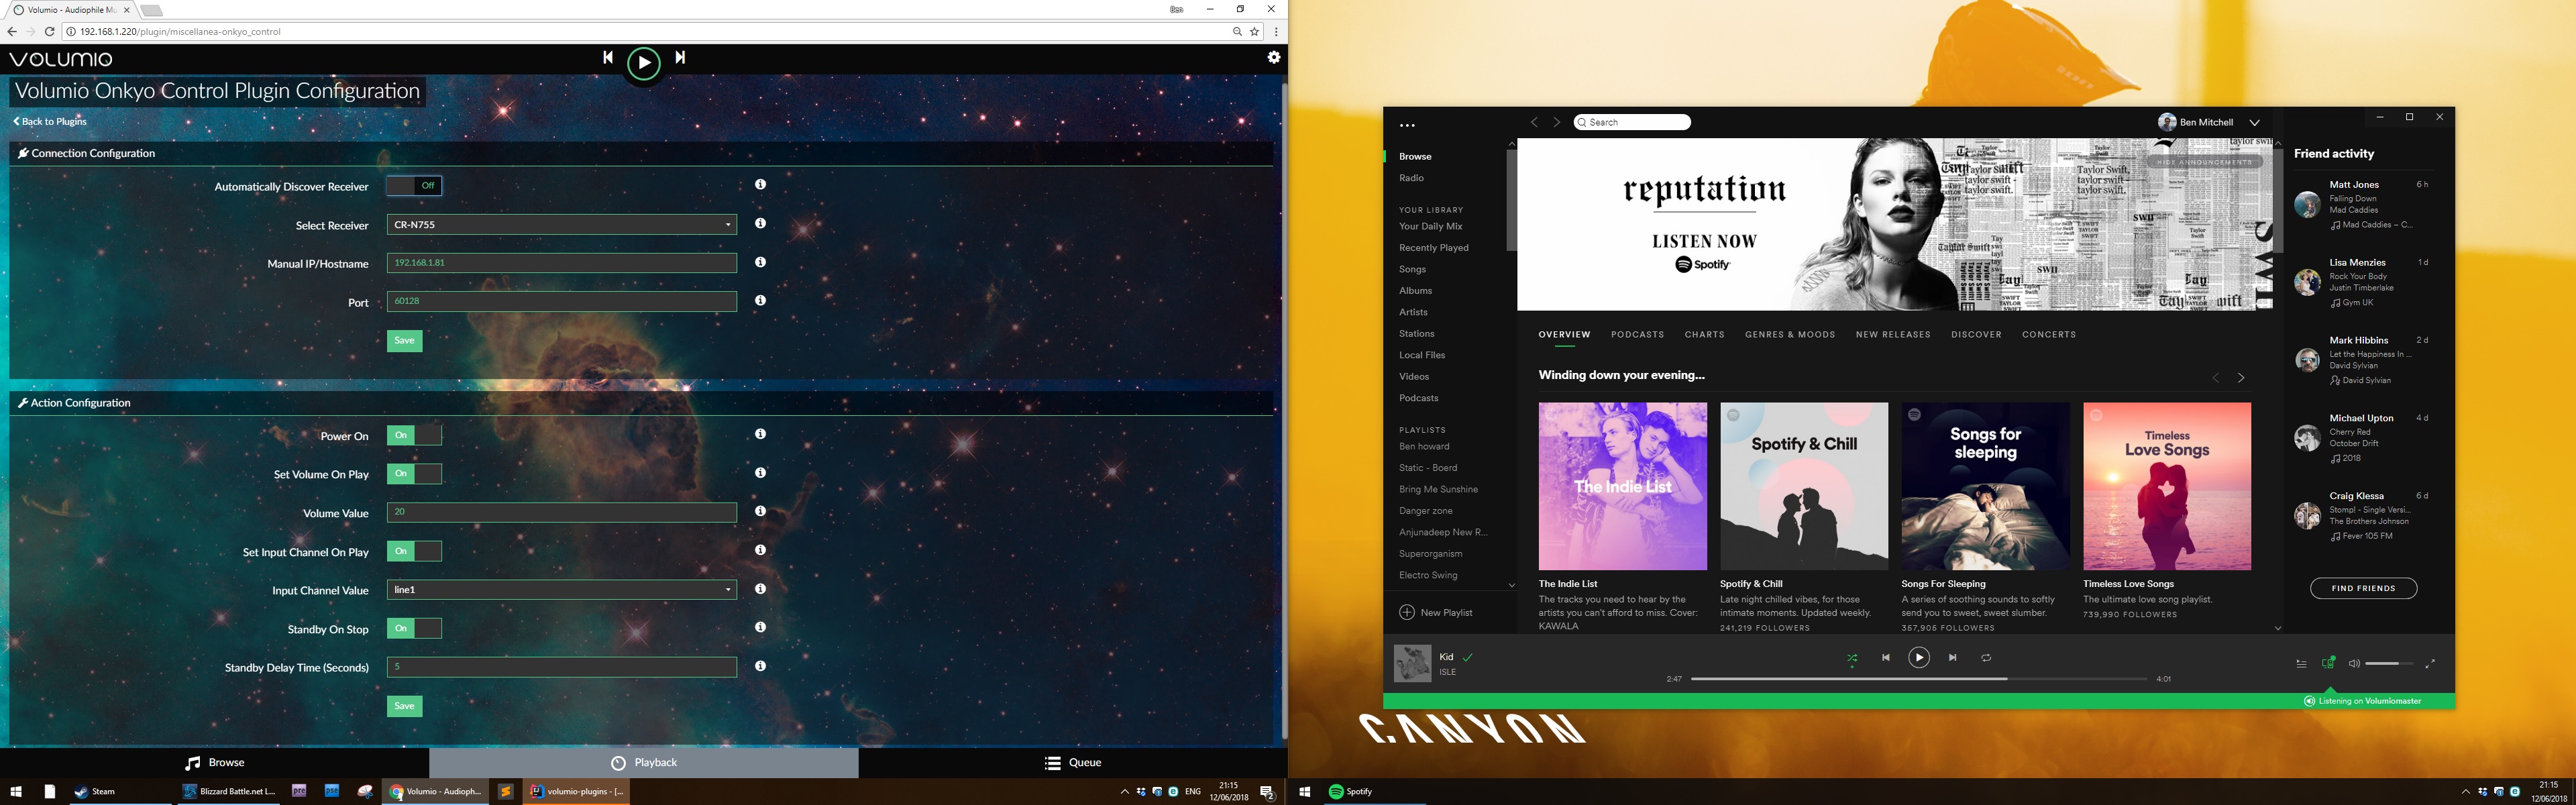 Volumio - Audiophile Mu
Ben
192.168.1.220/plugin/miscellanea-onkyo_control
VOLUMIO
Volumio Onkyo Control Plugin Configuration
Back to Plugins
Connection Configuration
Automatically Discover Receiver
Off
Select Receiver
CR-N755
Manual IP/Hostname
192.168.1.81
Port
60128
Save
Action Configuration
Power On
On
Set Volume On Play
On
Volume Value
20
Set Input Channel On Play
On
Input Channel Value
line1
Standby On Stop
On
Standby Delay Time (Seconds)
5
Save
Browse
Playback
Queue
Steam
Blizzard Battle.net L...
pre
pse
Volumio - Audioph...
volumio-plugins - [...
ENG
21:15
12/06/2018
2
Search
Ben Mitchell
Browse
Radio
YOUR LIBRARY
Your Daily Mix
Recently Played
Songs
Albums
Artists
Stations
Local Files
Videos
Podcasts
PLAYLISTS
Ben howard
Static - Boerd
Bring Me Sunshine
Danger zone
Anjunadeep New R...
Superorganism
Electro Swing
New Playlist
reputation
LISTEN NOW
Spotify
HIDE ANNOUNCEMENTS
OVERVIEW
PODCASTS
CHARTS
GENRES & MOODS
NEW RELEASES
DISCOVER
CONCERTS
Winding down your evening...
The Indie List
Spotify & Chill
Songs for
sleeping
Timeless
Love Songs
The Indie List
The tracks you need to hear by the
artists you can't afford to miss. Cover:
KAWALA
Spotify & Chill
Late night chilled vibes, for those
intimate moments. Updated weekly.
241,219 FOLLOWERS
Songs For Sleeping
A series of soothing sounds to softly
send you to sweet, sweet slumber.
357,905 FOLLOWERS
Timeless Love Songs
The ultimate love song playlist.
739,990 FOLLOWERS
Friend activity
Matt Jones
6 h
Falling Down
Mad Caddies
Mad Caddies – C...
Lisa Menzies
1 d
Rock Your Body
Justin Timberlake
Gym UK
Mark Hibbins
2 d
Let the Happiness In ...
David Sylvian
David Sylvian
Michael Upton
4 d
Cherry Red
October Drift
2018
Craig Klessa
6 d
Stomp! - Single Versi...
The Brothers Johnson
Fever 105 FM
FIND FRIENDS
Kid
ISLE
2:47
4:01
Listening on Volumiomaster
CANYON
Spotify
21:15
12/06/2018